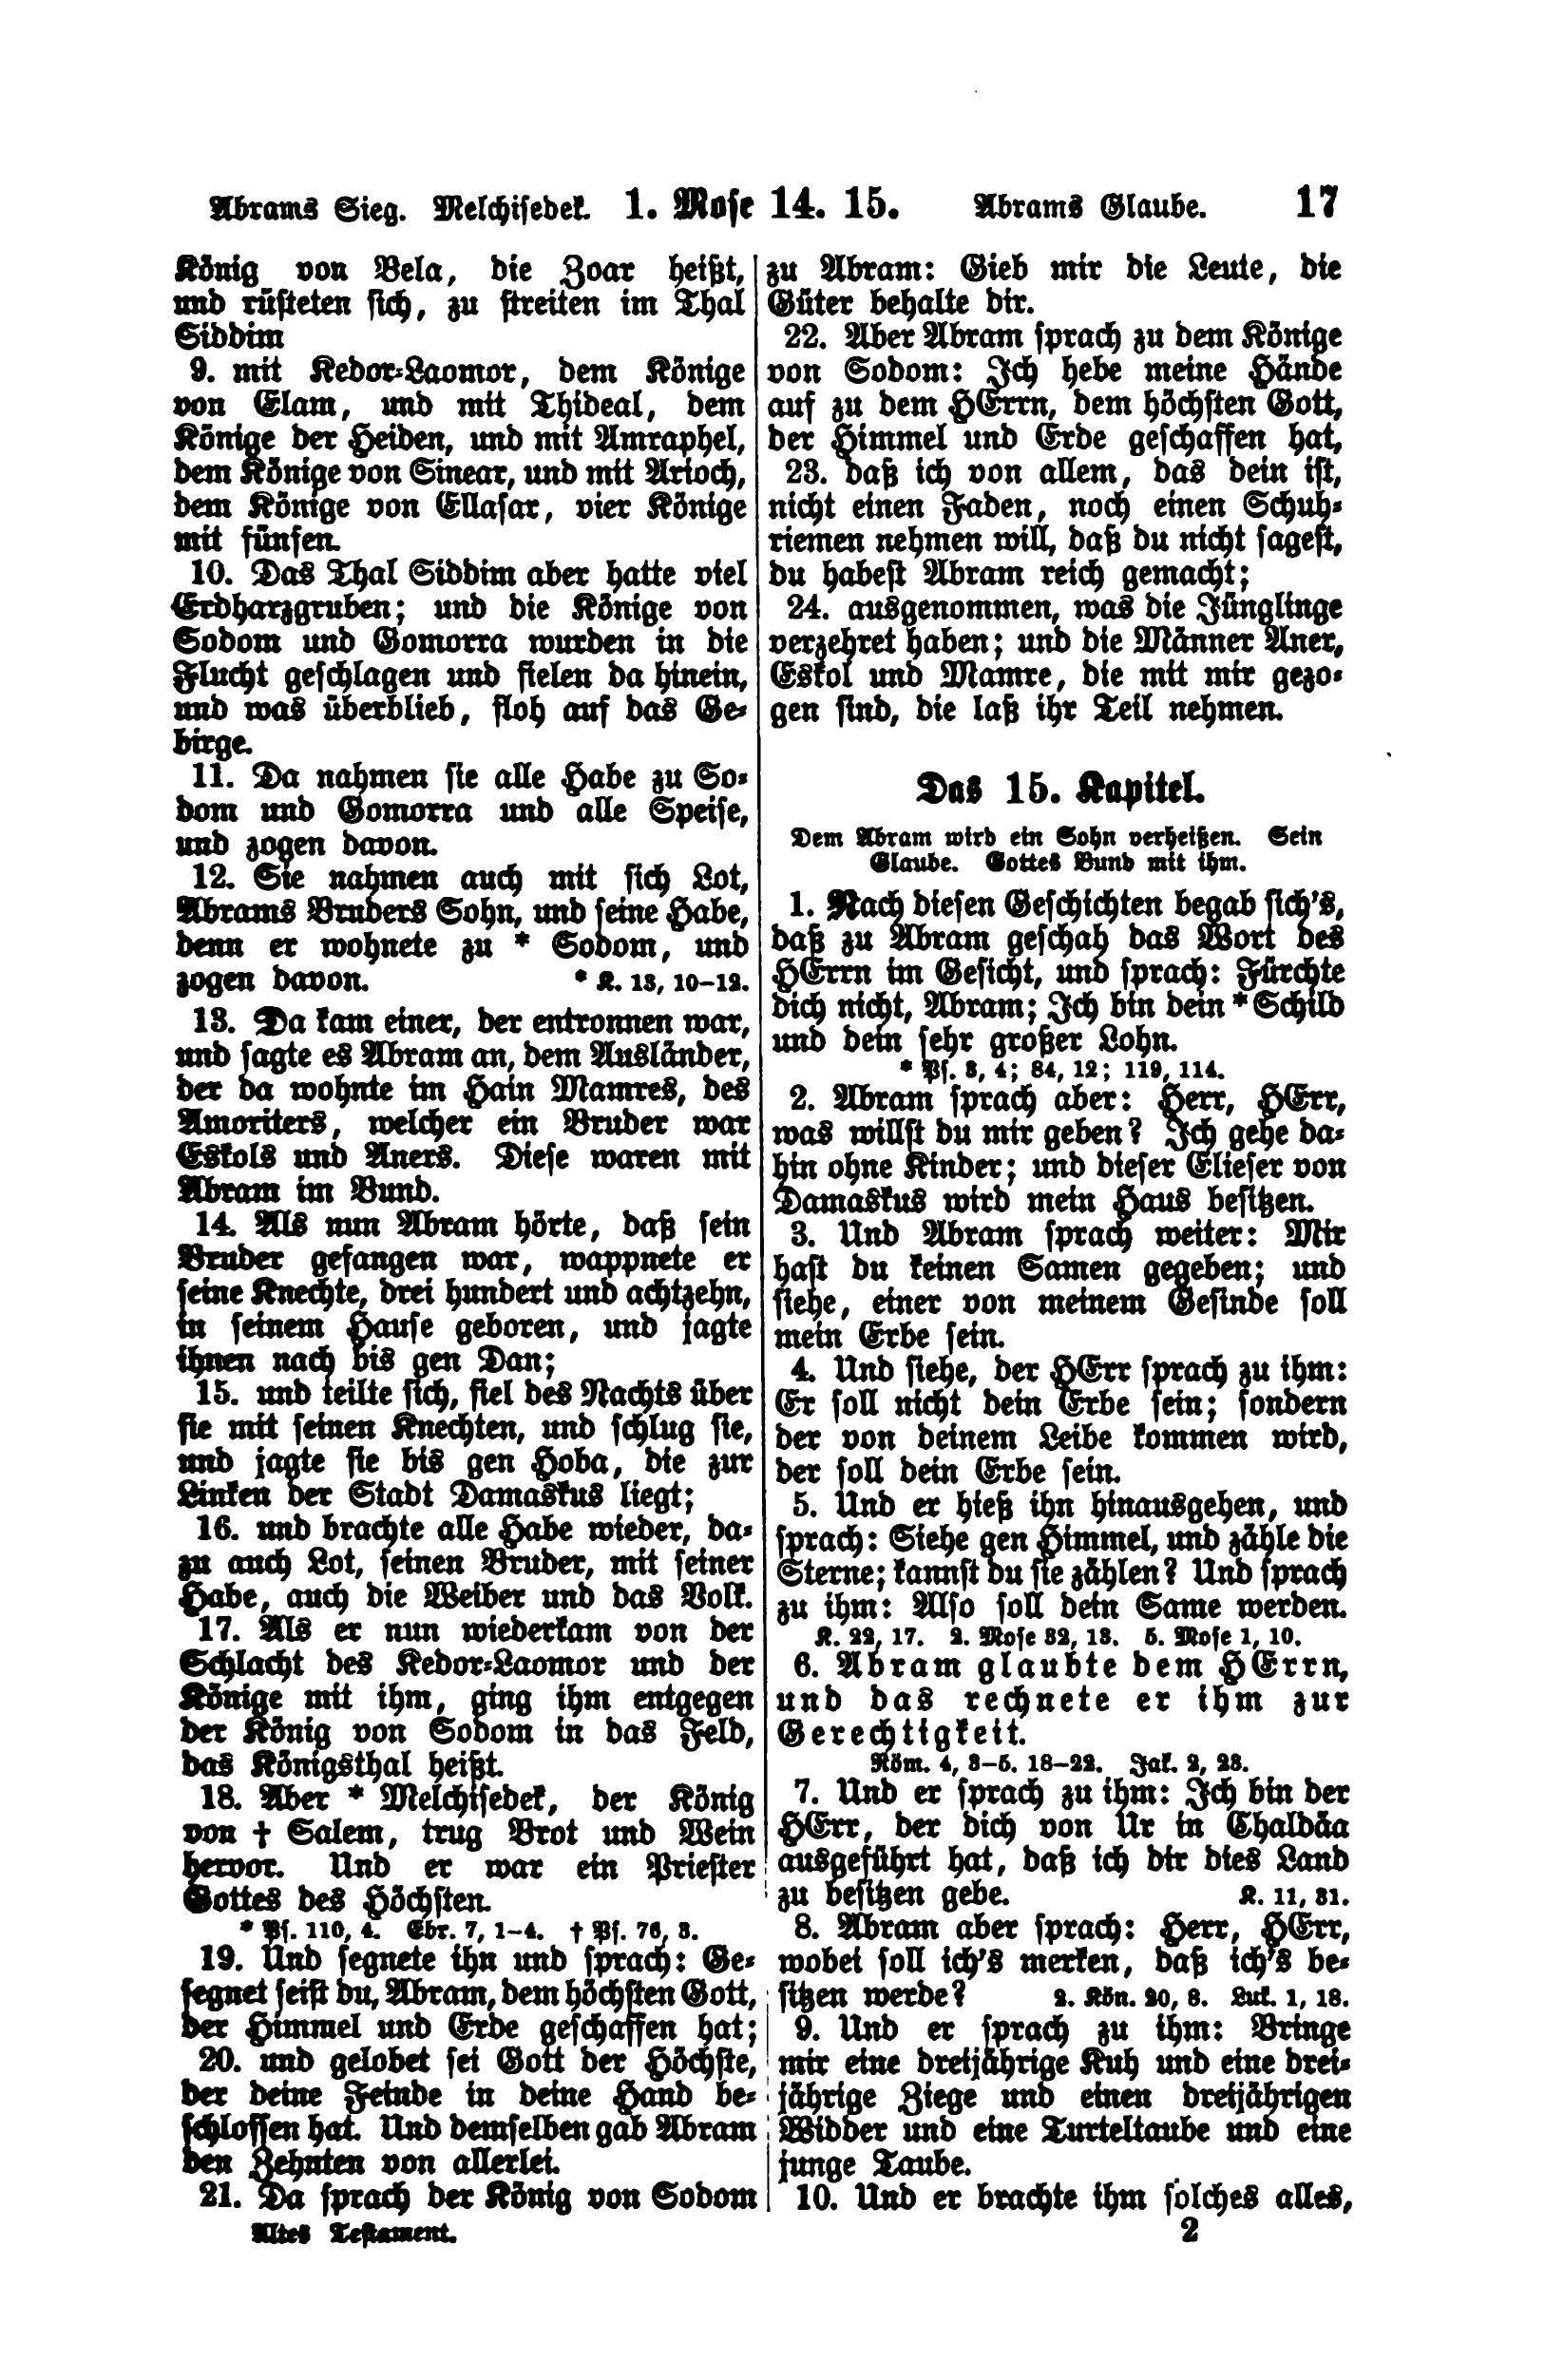 Abrams Sieg. Melchisedek. 1. Mose 14. 15. Abrams Glaube. 17
König von Bela, die Zoar heißt,
und rüsteten sich, zu streiten im Thal
Siddim
9. mit Kedor-Laomor, dem Könige
von Elam, und mit Thideal, dem
Könige der Heiden, und mit Amraphel,
dem Könige von Sinear, und mit Arioch,
dem Könige von Ellasar, vier Könige
mit fünfen.
10. Das Thal Siddim aber hatte viel
Erdharzgruben; und die Könige von
Sodom und Gomorra wurden in die
Flucht geschlagen und fielen da hinein,
und was überblieb, floh auf das Ge-
birge.
11. Da nahmen sie alle Habe zu So-
dom und Gomorra und alle Speise,
und zogen davon.
12. Sie nahmen auch mit sich Lot,
Abrams Bruders Sohn, und seine Habe,
denn er wohnete zu * Sodom, und
zogen davon. * K. 13, 10–12.
13. Da kam einer, der entronnen war,
und sagte es Abram an, dem Ausländer,
der da wohnte im Hain Mamres, des
Amoriters, welcher ein Bruder war
Eskols und Aners. Diese waren mit
Abram im Bund.
14. Als nun Abram hörte, daß sein
Bruder gefangen war, wappnete er
seine Knechte, drei hundert und achtzehn,
in seinem Hause geboren, und jagte
ihnen nach bis gen Dan;
15. und teilte sich, fiel des Nachts über
sie mit seinen Knechten, und schlug sie,
und jagte sie bis gen Hoba, die zur
Linken der Stadt Damaskus liegt;
16. und brachte alle Habe wieder, da-
zu auch Lot, seinen Bruder, mit seiner
Habe, auch die Weiber und das Volk.
17. Als er nun wiederkam von der
Schlacht des Kedor-Laomor und der
Könige mit ihm, ging ihm entgegen
der König von Sodom in das Feld,
das Königsthal heißt.
18. Aber * Melchisedek, der König
von † Salem, trug Brot und Wein
hervor. Und er war ein Priester
Gottes des Höchsten.
* Ps. 110, 4. Ebr. 7, 1–4. † Ps. 76, 3.
19. Und segnete ihn und sprach: Ge-
segnet seist du, Abram, dem höchsten Gott,
der Himmel und Erde geschaffen hat;
20. und gelobet sei Gott der Höchste,
der deine Feinde in deine Hand be-
schlossen hat. Und demselben gab Abram
den Zehnten von allerlei.
21. Da sprach der König von Sodom
Altes Testament.
zu Abram: Gieb mir die Leute, die
Güter behalte dir.
22. Aber Abram sprach zu dem Könige
von Sodom: Ich hebe meine Hände
auf zu dem HErrn, dem höchsten Gott,
der Himmel und Erde geschaffen hat,
23. daß ich von allem, das dein ist,
nicht einen Faden, noch einen Schuh-
riemen nehmen will, daß du nicht sagest,
du habest Abram reich gemacht;
24. ausgenommen, was die Jünglinge
verzehret haben; und die Männer Aner,
Eskol und Mamre, die mit mir gezo-
gen sind, die laß ihr Teil nehmen.
Das 15. Kapitel.
Dem Abram wird ein Sohn verheißen. Sein
Glaube. Gottes Bund mit ihm.
1. Nach diesen Geschichten begab sich's,
daß zu Abram geschah das Wort des
HErrn im Gesicht, und sprach: Fürchte
dich nicht, Abram; Ich bin dein * Schild
und dein sehr großer Lohn.
* Ps. 3, 4; 84, 12; 119, 114.
2. Abram sprach aber: Herr, HErr,
was willst du mir geben? Ich gehe da-
hin ohne Kinder; und dieser Elieser von
Damaskus wird mein Haus besitzen.
3. Und Abram sprach weiter: Mir
hast du keinen Samen gegeben; und
siehe, einer von meinem Gesinde soll
mein Erbe sein.
4. Und siehe, der HErr sprach zu ihm:
Er soll nicht dein Erbe sein; sondern
der von deinem Leibe kommen wird,
der soll dein Erbe sein.
5. Und er hieß ihn hinausgehen, und
sprach: Siehe gen Himmel, und zähle die
Sterne; kannst du sie zählen? Und sprach
zu ihm: Also soll dein Same werden.
K. 22, 17. 2. Mose 32, 13. 5. Mose 1, 10.
6. Abram glaubte dem HErrn,
und das rechnete er ihm zur
Gerechtigkeit.
Röm. 4, 3–5. 18–22. Jak. 2, 23.
7. Und er sprach zu ihm: Ich bin der
HErr, der dich von Ur in Chaldäa
ausgeführt hat, daß ich dir dies Land
zu besitzen gebe. K. 11, 31.
8. Abram aber sprach: Herr, HErr,
wobei soll ich's merken, daß ich's be-
sitzen werde? 2. Kön. 20, 8. Luk. 1, 18.
9. Und er sprach zu ihm: Bringe
mir eine dreijährige Kuh und eine drei-
jährige Ziege und einen dreijährigen
Widder und eine Turteltaube und eine
junge Taube.
10. Und er brachte ihm solches alles,
2